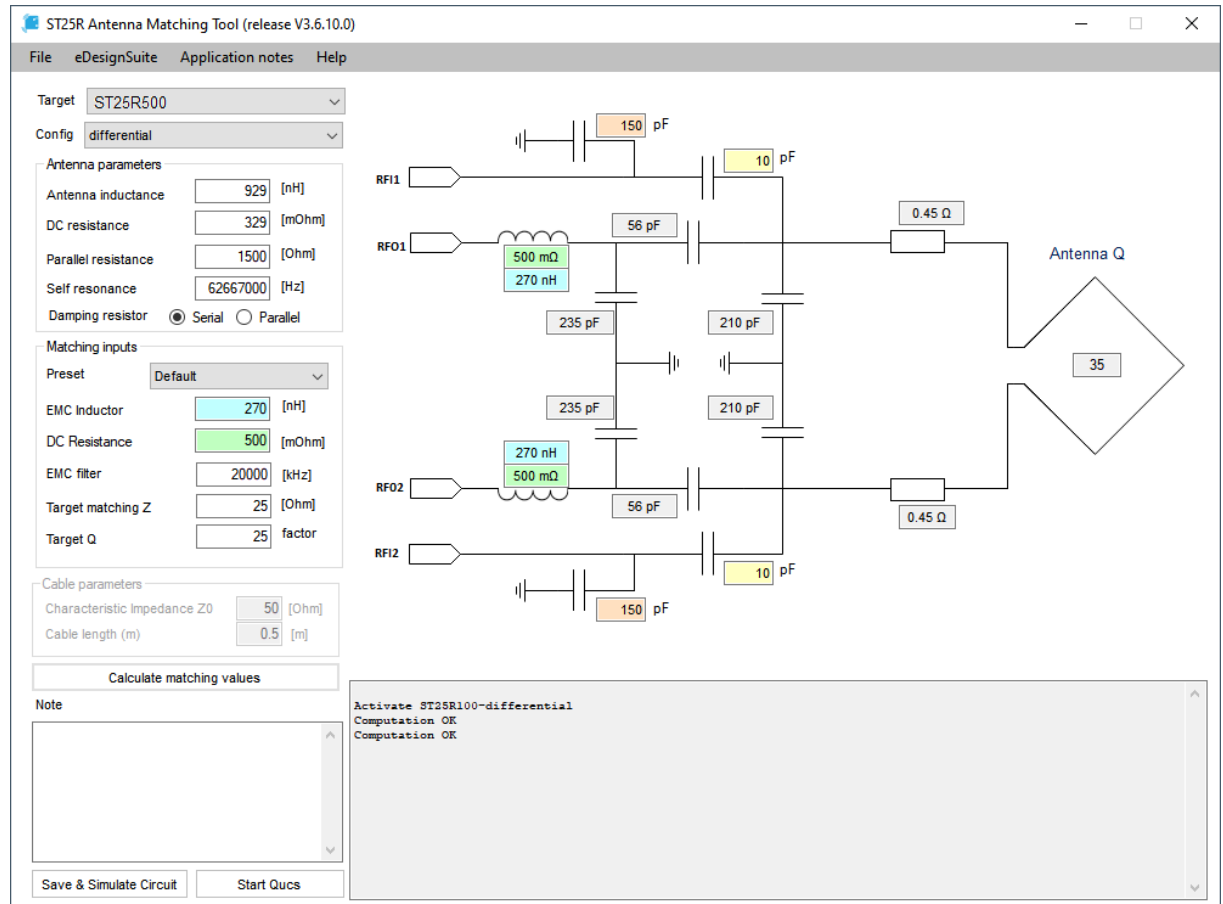 ST25R Antenna Matching Tool (release V3.6.10.0)
File eDesignSuite Application notes Help
Target ST25R500
Config differential
Antenna parameters
Antenna inductance 929 [nH]
DC resistance 329 [mOhm]
Parallel resistance 1500 [Ohm]
Self resonance 62667000 [Hz]
Damping resistor Serial Parallel
Matching inputs
Preset Default
EMC Inductor 270 [nH]
DC Resistance 500 [mOhm]
EMC filter 20000 [kHz]
Target matching Z 25 [Ohm]
Target Q 25 factor
Cable parameters
Characteristic Impedance Z0 50 [Ohm]
Cable length (m) 0.5 [m]
Calculate matching values
Note
Save & Simulate Circuit Start Qucs
150 pF
10 pF
RFI1
0.45 Ω
56 pF
RFO1
500 mΩ
270 nH
Antenna Q
235 pF 210 pF
35
235 pF 210 pF
270 nH
500 mΩ
RFO2
56 pF
0.45 Ω
RFI2
10 pF
150 pF
Activate ST25R100-differential
Computation OK
Computation OK